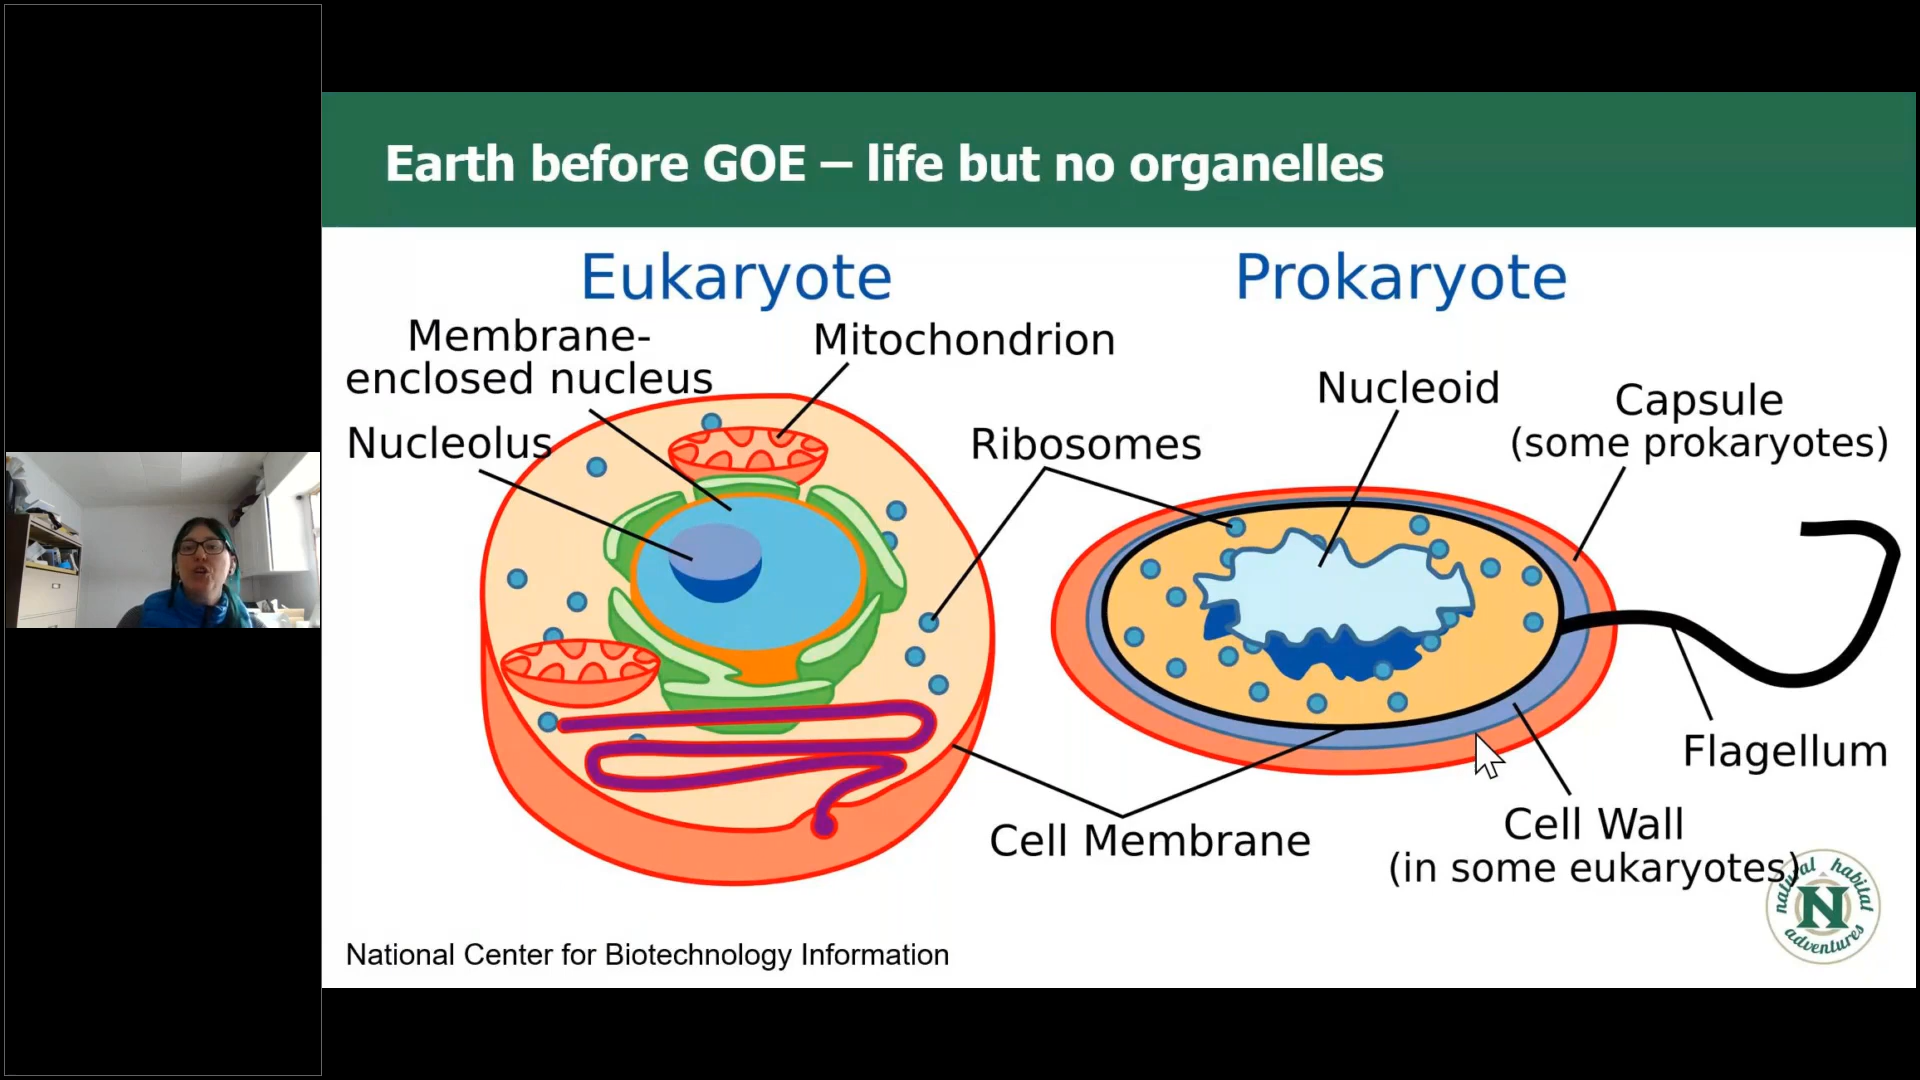 Earth before GOE – life but no organelles
Eukaryote
Prokaryote
Membrane-
enclosed nucleus
Mitochondrion
Nucleolus
Ribosomes
Nucleoid
Capsule
(some prokaryotes)
Flagellum
Cell Membrane
Cell Wall
(in some eukaryotes)
National Center for Biotechnology Information
natural habitat
N
adventures